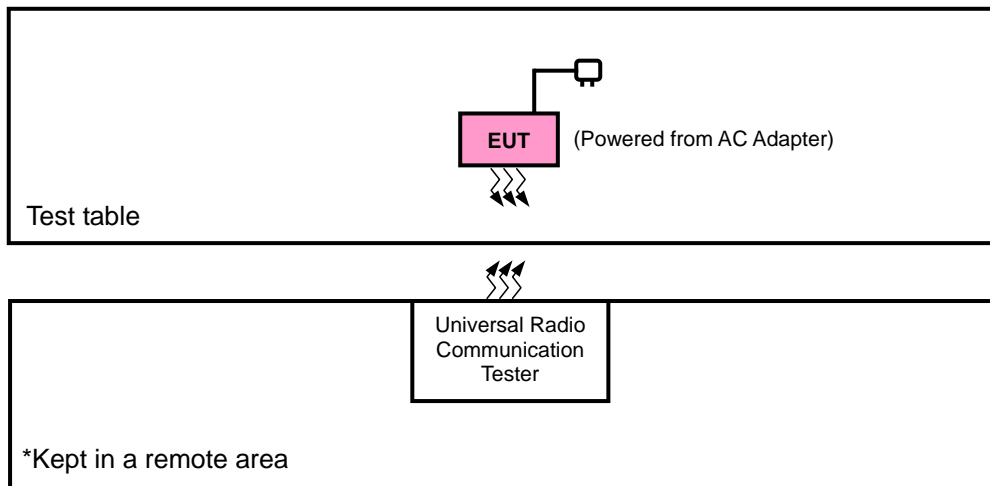 EUT
(Powered from AC Adapter)
Test table
Universal Radio
Communication
Tester
*Kept in a remote area